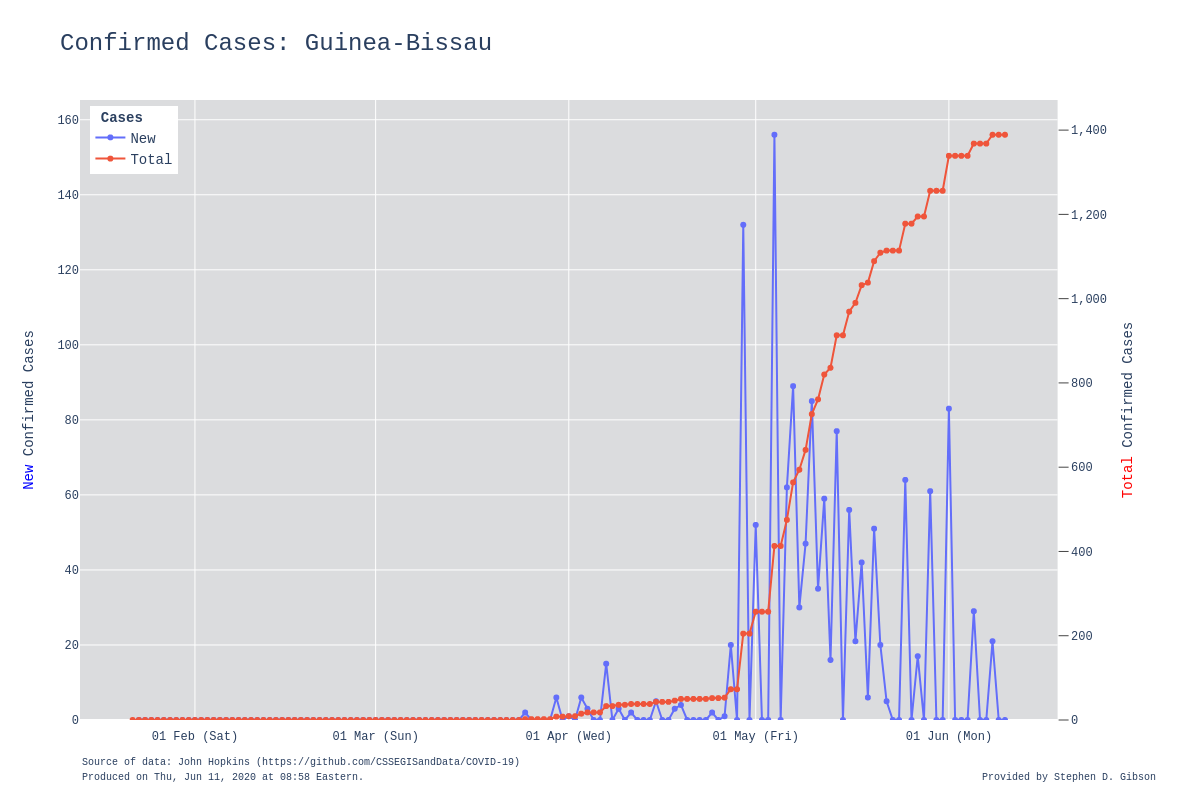 Confirmed Cases: Guinea-Bissau
Cases
New
Total
160
140
120
100
80
60
40
20
0
New Confirmed Cases
1,400
1,200
1,000
800
600
400
200
0
Total Confirmed Cases
01 Feb (Sat)
01 Mar (Sun)
01 Apr (Wed)
01 May (Fri)
01 Jun (Mon)
Source of data: John Hopkins (https://github.com/CSSEGISandData/COVID-19)
Produced on Thu, Jun 11, 2020 at 08:58 Eastern.
Provided by Stephen D. Gibson